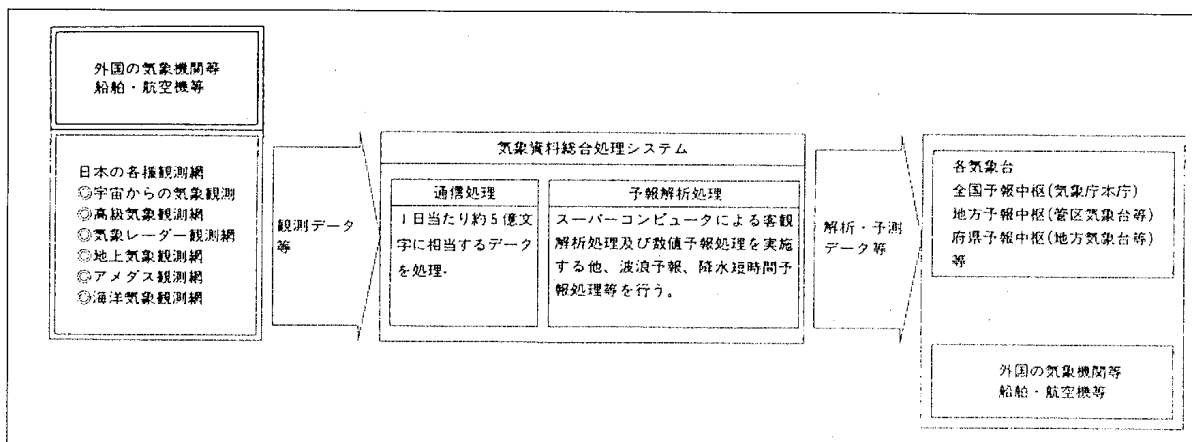 外国の気象機関等
船舶・航空機等
日本の各種観測網
◎宇宙からの気象観測
◎高級気象観測網
◎気象レーダー観測網
◎地上気象観測網
◎アメダス観測網
◎海洋気象観測網
観測データ
等
気象資料総合処理システム
通信処理
1日当たり約5億文
字に相当するデータ
を処理.
予報解析処理
スーパーコンピュータによる客観
解析処理及び数値予報処理を実施
する他、波浪予報、降水短時間予
報処理等を行う。
解析・予測
データ等
各気象台
全国予報中枢(気象庁本庁)
地方予報中枢(管区気象台等)
府県予報中枢(地方気象台等)
等
外国の気象機関等
船舶・航空機等